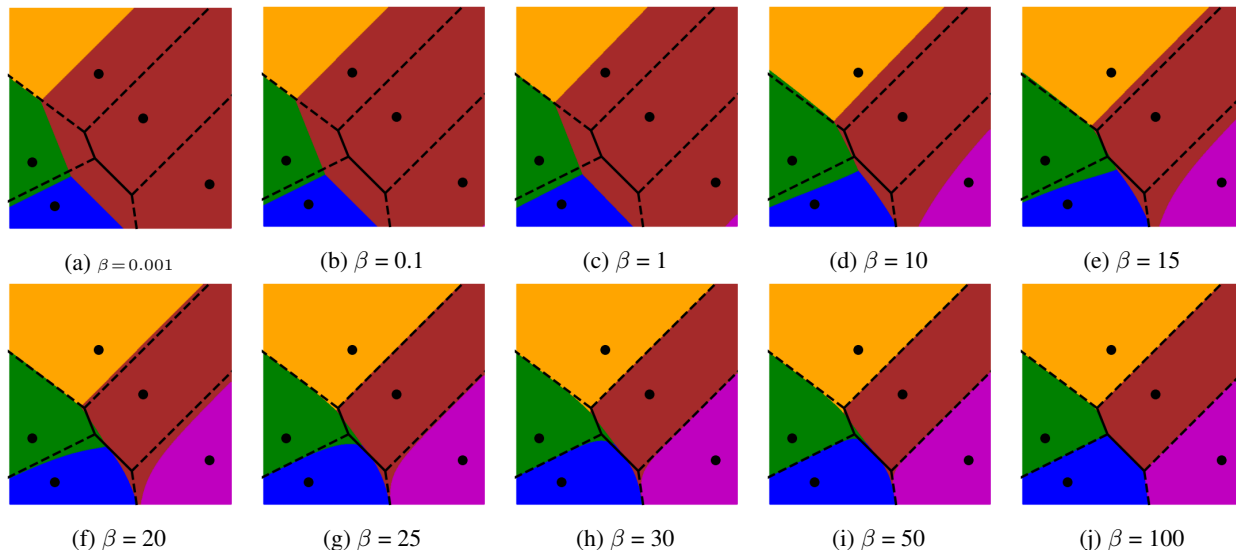 (a) β=0.001 (b) β = 0.1 (c) β = 1 (d) β = 10 (e) β = 15
(f) β = 20 (g) β = 25 (h) β = 30 (i) β = 50 (j) β = 100